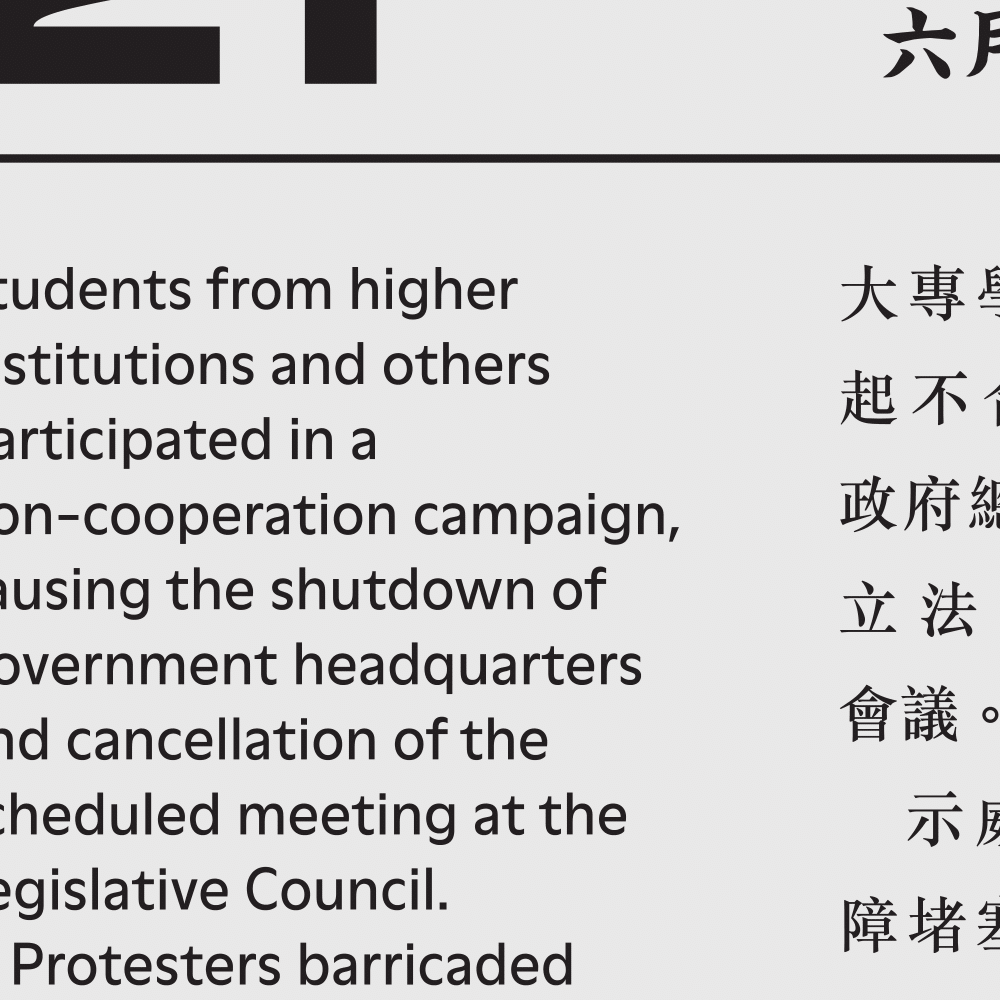 21
六月
tudents from higher
stitutions and others
articipated in a
on-cooperation campaign,
ausing the shutdown of
overnment headquarters
nd cancellation of the
cheduled meeting at the
egislative Council.
Protesters barricaded
大專學
起不合
政府總
立法
會議。
示威
障堵塞